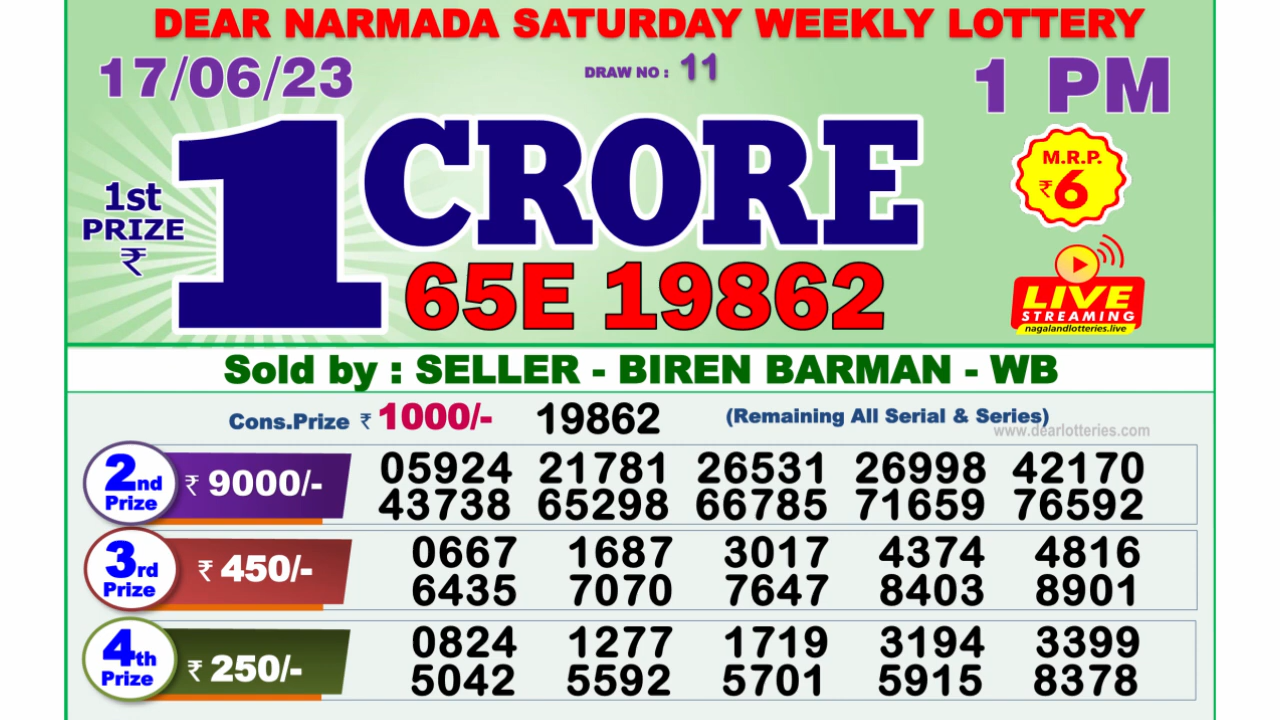 DEAR NARMADA SATURDAY WEEKLY LOTTERY
17/06/23 DRAW NO : 11 1 PM
1st PRIZE ₹ 1 CRORE
65E 19862
M.R.P.
₹6
LIVE
STREAMING
nagalandlotteries.live
Sold by : SELLER - BIREN BARMAN - WB
Cons.Prize ₹ 1000/- 19862 (Remaining All Serial & Series)
www.dearlotteries.com
2nd Prize ₹ 9000/-
05924 21781 26531 26998 42170
43738 65298 66785 71659 76592
3rd Prize ₹ 450/-
0667 1687 3017 4374 4816
6435 7070 7647 8403 8901
4th Prize ₹ 250/-
0824 1277 1719 3194 3399
5042 5592 5701 5915 8378